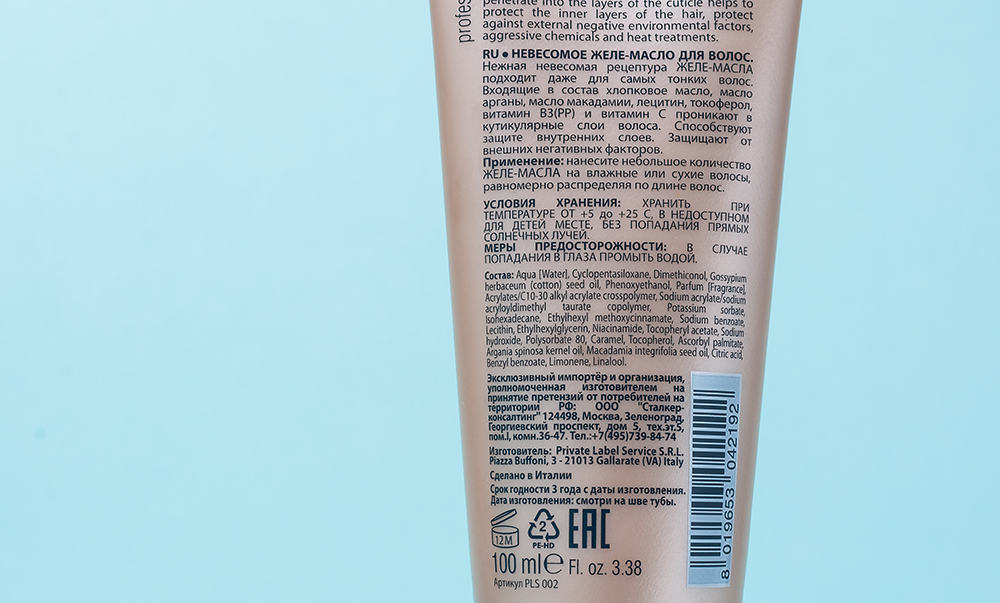 profes
penetrate into the layers of the cuticle helps to
protect the inner layers of the hair, protect
against external negative environmental factors,
aggressive chemicals and heat treatments.
RU ● НЕВЕСОМОЕ ЖЕЛЕ-МАСЛО ДЛЯ ВОЛОС.
Нежная невесомая рецептура ЖЕЛЕ-МАСЛА
подходит даже для самых тонких волос.
Входящие в состав хлопковое масло, масло
арганы, масло макадамии, лецитин, токоферол,
витамин B3(PP) и витамин С проникают в
кутикулярные слои волоса. Способствуют
защите внутренних слоев. Защищают от
внешних негативных факторов.
Применение: нанесите небольшое количество
ЖЕЛЕ-МАСЛА на влажные или сухие волосы,
равномерно распределяя по длине волос.
УСЛОВИЯ ХРАНЕНИЯ: ХРАНИТЬ ПРИ
ТЕМПЕРАТУРЕ ОТ +5 до +25 С, В НЕДОСТУПНОМ
ДЛЯ ДЕТЕЙ МЕСТЕ, БЕЗ ПОПАДАНИЯ ПРЯМЫХ
СОЛНЕЧНЫХ ЛУЧЕЙ.
МЕРЫ ПРЕДОСТОРОЖНОСТИ: В СЛУЧАЕ
ПОПАДАНИЯ В ГЛАЗА ПРОМЫТЬ ВОДОЙ.
Состав: Aqua [Water], Cyclopentasiloxane, Dimethiconol, Gossypium
herbaceum (cotton) seed oil, Phenoxyethanol, Parfum [Fragrance],
Acrylates/C10-30 alkyl acrylate crosspolymer, Sodium acrylate/sodium
acryloyldimethyl taurate copolymer, Potassium sorbate,
Isohexadecane, Ethylhexyl methoxycinnamate, Sodium benzoate,
Lecithin, Ethylhexylglycerin, Niacinamide, Tocopheryl acetate, Sodium
hydroxide, Polysorbate 80, Caramel, Tocopherol, Ascorbyl palmitate,
Argania spinosa kernel oil, Macadamia integrifolia seed oil, Citric acid,
Benzyl benzoate, Limonene, Linalool.
Эксклюзивный импортёр и организация,
уполномоченная изготовителем на
принятие претензий от потребителей на
территории РФ: ООО "Сталкер-
консалтинг" 124498, Москва, Зеленоград,
Георгиевский проспект, дом 5, тех.эт.5,
пом.I, комн.36-47. Тел.:+7(495)739-84-74
Изготовитель: Private Label Service S.R.L.
Piazza Buffoni, 3 - 21013 Gallarate (VA) Italy
Сделано в Италии
Срок годности 3 года с даты изготовления.
Дата изготовления: смотри на шве тубы.
12M
2
PE-HD
EAC
100 ml e Fl. oz. 3.38
Артикул PLS 002
8 019653 042192